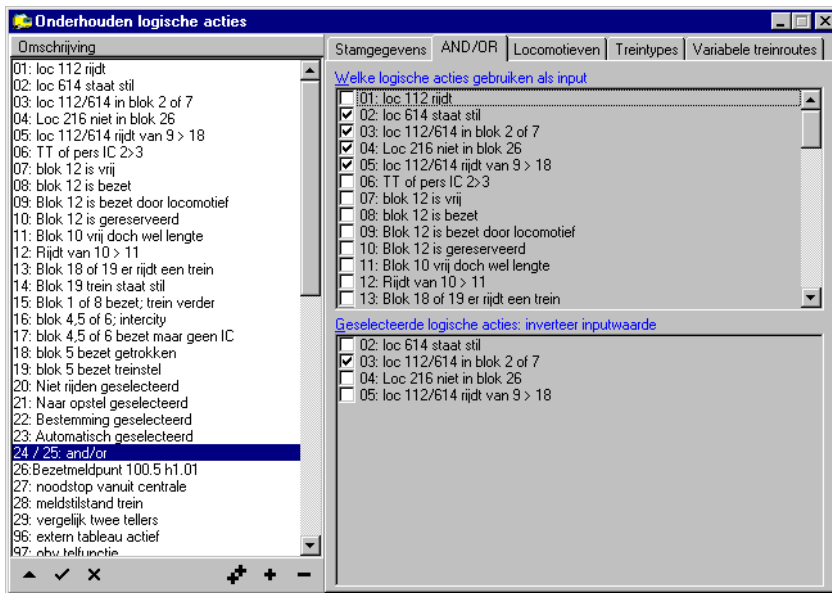 Onderhouden logische acties
Omschrijving
01: loc 112 rijdt
02: loc 614 staat stil
03: loc 112/614 in blok 2 of 7
04: Loc 216 niet in blok 26
05: loc 112/614 rijdt van 9 > 18
06: TT of pers IC 2>3
07: blok 12 is vrij
08: blok 12 is bezet
09: Blok 12 is bezet door locomotief
10: Blok 12 is gereserveerd
11: Blok 10 vrij doch wel lengte
12: Rijdt van 10 > 11
13: Blok 18 of 19 er rijdt een trein
14: Blok 19 trein staat stil
15: Blok 1 of 8 bezet; trein verder
16: blok 4,5 of 6; intercity
17: blok 4,5 of 6 bezet maar geen IC
18: blok 5 bezet getrokken
19: blok 5 bezet treinstel
20: Niet rijden geselecteerd
21: Naar opstel geselecteerd
22: Bestemming geselecteerd
23: Automatisch geselecteerd
24 / 25: and/or
26:Bezetmeldpunt 100.5 h1.01
27: noodstop vanuit centrale
28: meldstilstand trein
29: vergelijk twee tellers
96: extern tableau actief
97: obv telfunctie
Stamgegevens AND/OR Locomotieven Treintypes Variabele treinroutes
Welke logische acties gebruiken als input
01: loc 112 rijdt
02: loc 614 staat stil
03: loc 112/614 in blok 2 of 7
04: Loc 216 niet in blok 26
05: loc 112/614 rijdt van 9 > 18
06: TT of pers IC 2>3
07: blok 12 is vrij
08: blok 12 is bezet
09: Blok 12 is bezet door locomotief
10: Blok 12 is gereserveerd
11: Blok 10 vrij doch wel lengte
12: Rijdt van 10 > 11
13: Blok 18 of 19 er rijdt een trein
Geselecteerde logische acties: inverteer inputwaarde
02: loc 614 staat stil
03: loc 112/614 in blok 2 of 7
04: Loc 216 niet in blok 26
05: loc 112/614 rijdt van 9 > 18